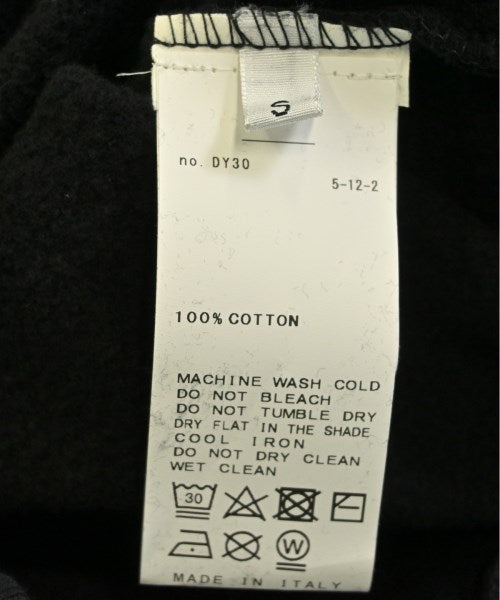 S
no. DY30
5-12-2
100% COTTON
MACHINE WASH COLD
DO NOT BLEACH
DO NOT TUMBLE DRY
DRY FLAT IN THE SHADE
COOL IRON
DO NOT DRY CLEAN
WET CLEAN
30
W
MADE IN ITALY